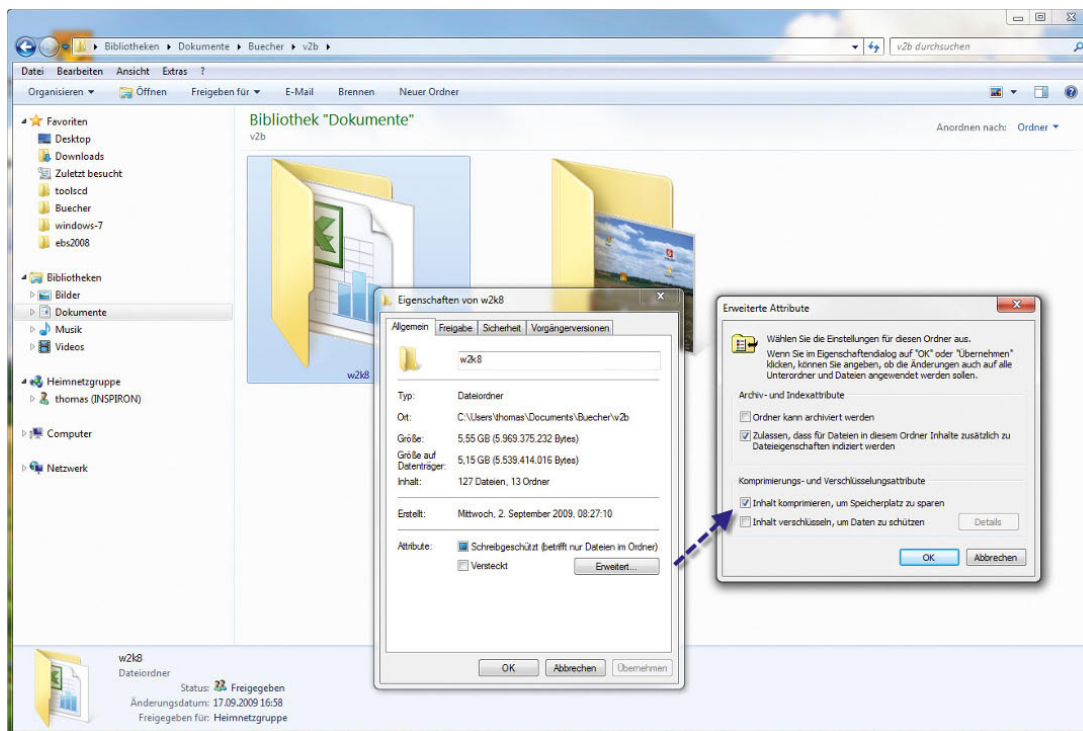 Bibliotheken ▸ Dokumente ▸ Buecher ▸ v2b ▸
v2b durchsuchen
Datei Bearbeiten Ansicht Extras ?
Organisieren Öffnen Freigeben für E-Mail Brennen Neuer Ordner
Favoriten
Desktop
Downloads
Zuletzt besucht
toolscd
Buecher
windows-7
ebs2008
Bibliotheken
Bilder
Dokumente
Musik
Videos
Heimnetzgruppe
thomas (INSPIRON)
Computer
Netzwerk
Bibliothek "Dokumente"
v2b
Anordnen nach: Ordner
w2k8
Eigenschaften von w2k8
Allgemein Freigabe Sicherheit Vorgängerversionen
w2k8
Typ: Dateiordner
Ort: C:\Users\thomas\Documents\Buecher\v2b
Größe: 5,55 GB (5.969.375.232 Bytes)
Größe auf
Datenträger: 5,15 GB (5.539.414.016 Bytes)
Inhalt: 127 Dateien, 13 Ordner
Erstellt: Mittwoch, 2. September 2009, 08:27:10
Attribute: Schreibgeschützt (betrifft nur Dateien im Ordner)
Versteckt Erweitert...
OK Abbrechen Übernehmen
Erweiterte Attribute
Wählen Sie die Einstellungen für diesen Ordner aus.
Wenn Sie im Eigenschaftendialog auf "OK" oder "Übernehmen"
klicken, können Sie angeben, ob die Änderungen auch auf alle
Unterordner und Dateien angewendet werden sollen.
Archiv- und Indexattribute
Ordner kann archiviert werden
Zulassen, dass für Dateien in diesem Ordner Inhalte zusätzlich zu
Dateieigenschaften indiziert werden
Komprimierungs- und Verschlüsselungsattribute
Inhalt komprimieren, um Speicherplatz zu sparen
Inhalt verschlüsseln, um Daten zu schützen Details
OK Abbrechen
w2k8
Dateiordner
Status: Freigegeben
Änderungsdatum: 17.09.2009 16:58
Freigegeben für: Heimnetzgruppe